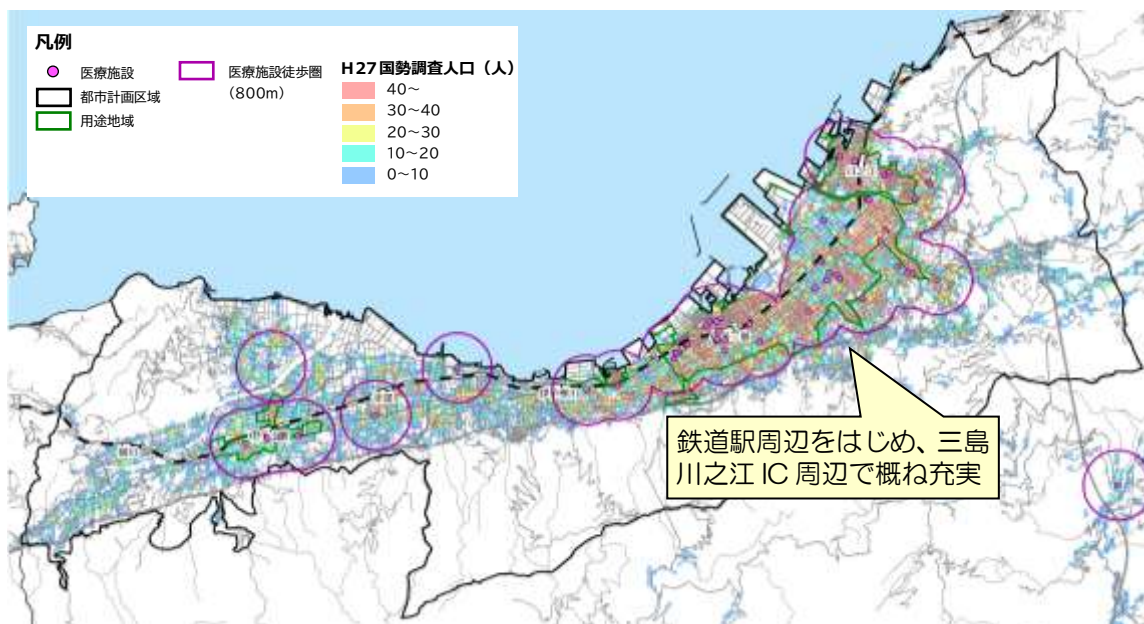 凡例
医療施設
都市計画区域
用途地域
医療施設徒歩圏
(800m)
H27国勢調査人口(人)
40~
30~40
20~30
10~20
0~10
鉄道駅周辺をはじめ、三島
川之江IC周辺で概ね充実